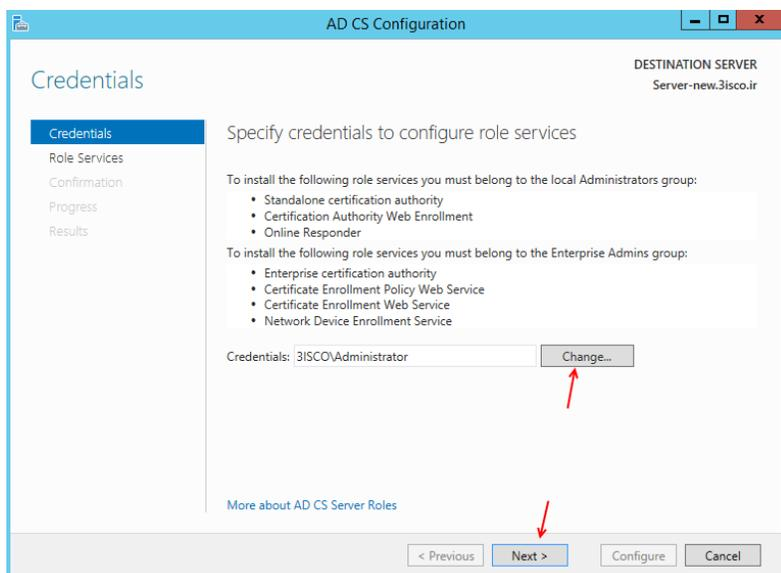 AD CS Configuration
Credentials
DESTINATION SERVER
Server-new.3isco.ir
Credentials
Role Services
Confirmation
Progress
Results
Specify credentials to configure role services
To install the following role services you must belong to the local Administrators group:
• Standalone certification authority
• Certification Authority Web Enrollment
• Online Responder
To install the following role services you must belong to the Enterprise Admins group:
• Enterprise certification authority
• Certificate Enrollment Policy Web Service
• Certificate Enrollment Web Service
• Network Device Enrollment Service
Credentials: 3ISCO\Administrator Change...
More about AD CS Server Roles
< Previous Next > Configure Cancel